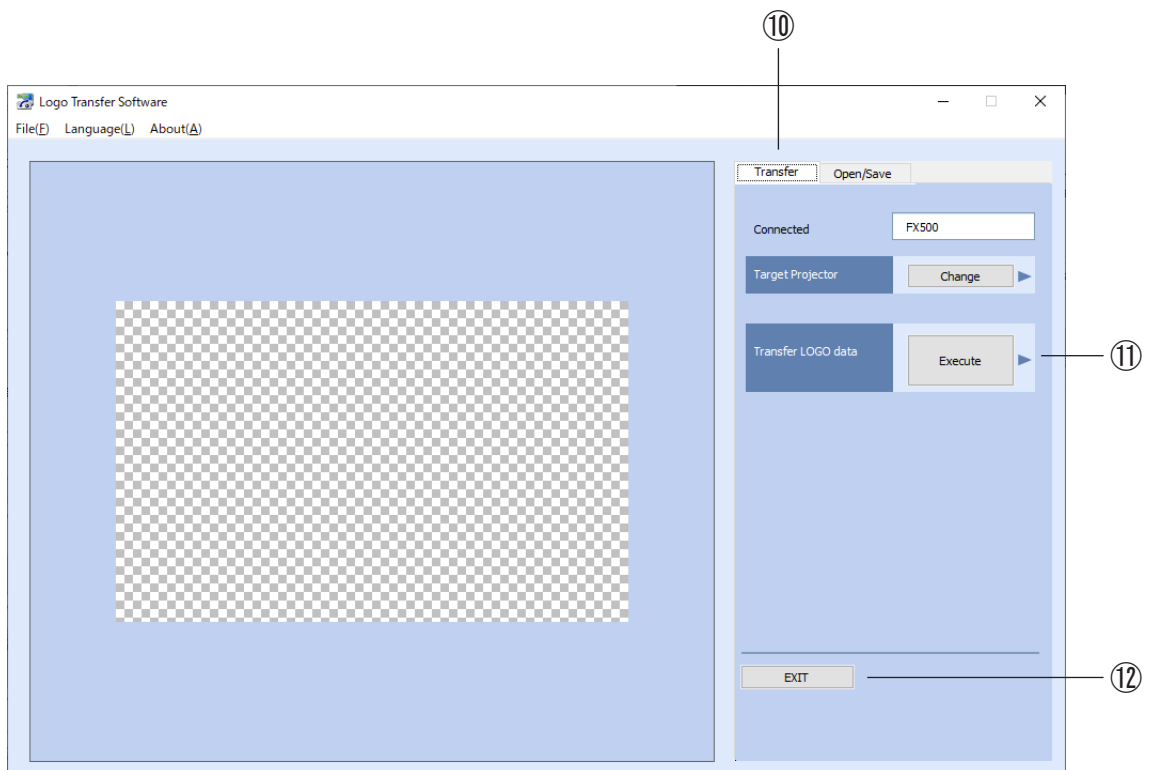 ⑩
Logo Transfer Software
File(F) Language(L) About(A)
Transfer Open/Save
Connected FX500
Target Projector Change
Transfer LOGO data Execute ⑪
EXIT ⑫